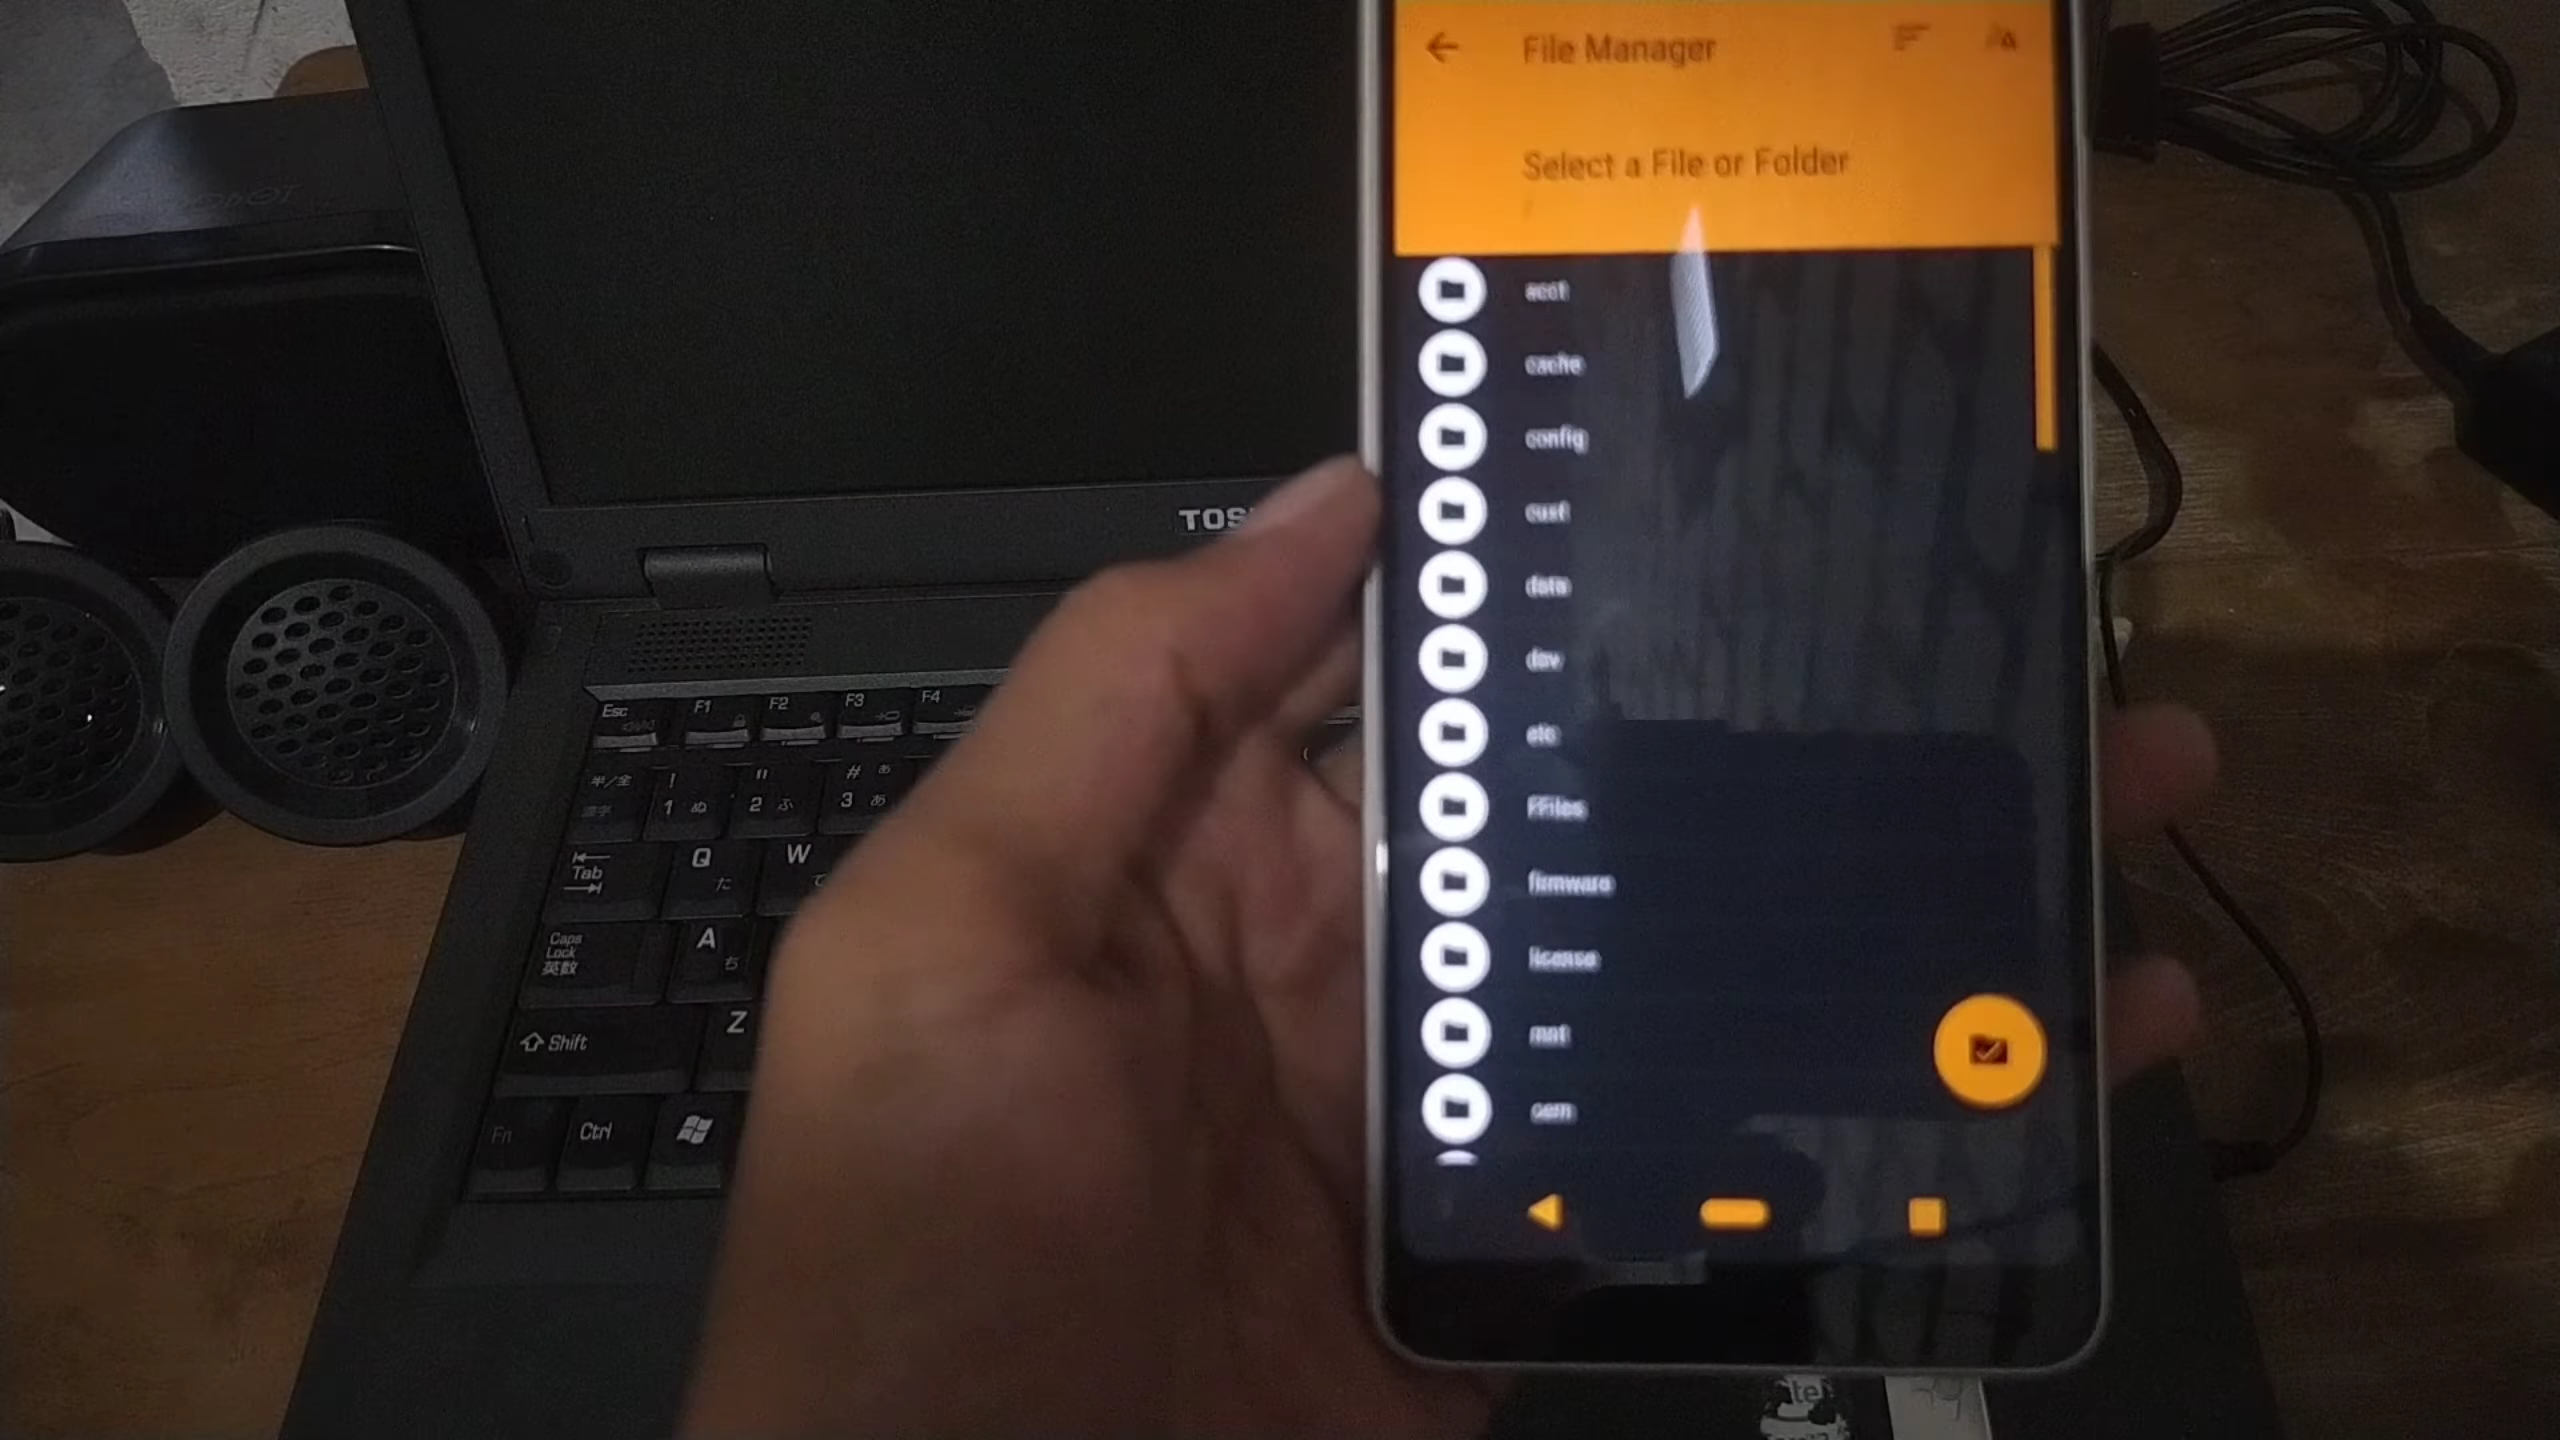 File Manager
Select a File or Folder
/
acct
cache
config
cust
data
dev
etc
FFiles
firmware
license
mnt
oem
TOS
Esc
F1
F2
F3
F4
半/全
漢字
!
1 ぬ
"
2 ふ
# ぁ
3 あ
Tab
Q
た
W
て
Caps
Lock
英数
A
ち
Shift
Z
Fn
Ctrl